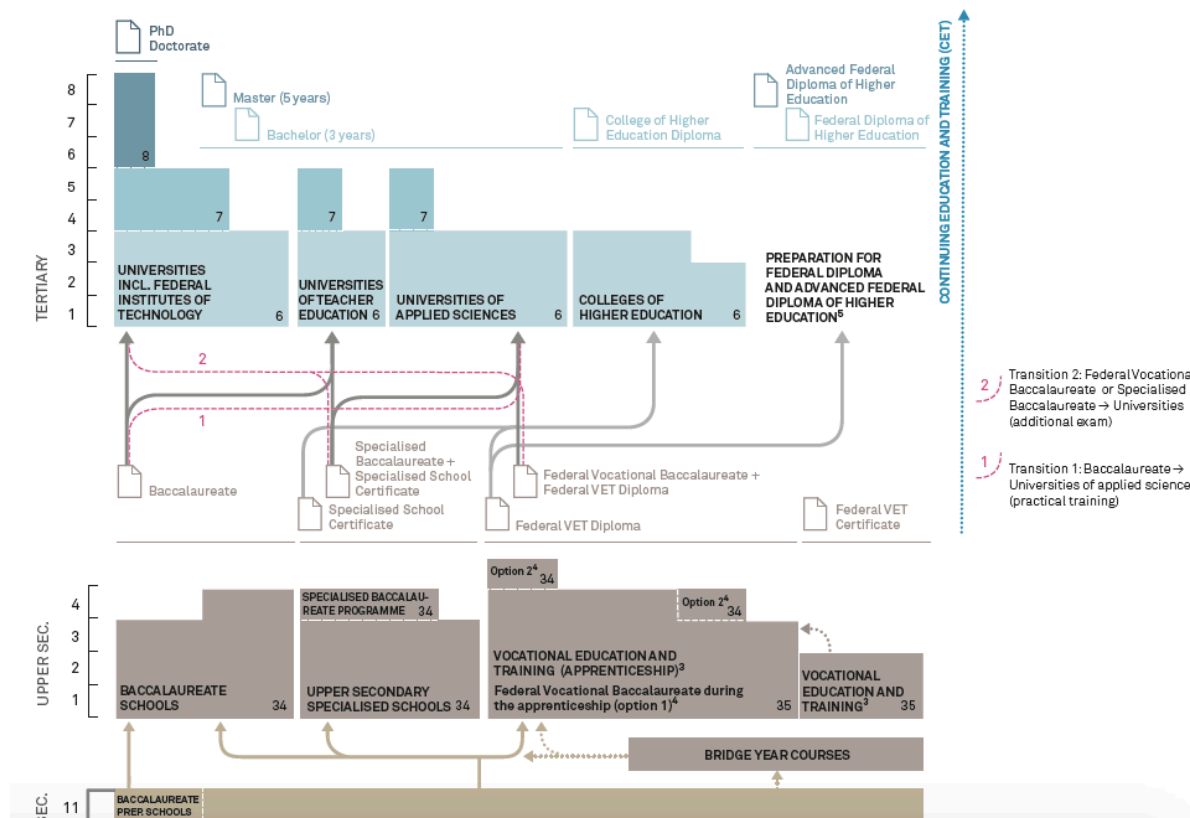 PhD
Doctorate
Master (5 years)
Bachelor (3 years)
College of Higher
Education Diploma
Advanced Federal
Diploma of Higher
Education
Federal Diploma of
Higher Education
CONTINUING EDUCATION AND TRAINING (CET)
TERTIARY
8
7
6
5
4
3
2
1
8
7
7
7
UNIVERSITIES
INCL. FEDERAL
INSTITUTES OF
TECHNOLOGY 6
UNIVERSITIES
OF TEACHER
EDUCATION 6
UNIVERSITIES OF
APPLIED SCIENCES 6
COLLEGES OF
HIGHER EDUCATION 6
PREPARATION FOR
FEDERAL DIPLOMA
AND ADVANCED FEDERAL
DIPLOMA OF HIGHER
EDUCATION⁵
2
1
2
Transition 2: Federal Vocationa
Baccalaureate or Specialised
Baccalaureate → Universities
(additional exam)
1
Transition 1: Baccalaureate →
Universities of applied science
(practical training)
Baccalaureate
Specialised
Baccalaureate +
Specialised School
Certificate
Specialised School
Certificate
Federal Vocational Baccalaureate +
Federal VET Diploma
Federal VET Diploma
Federal VET
Certificate
UPPER SEC.
4
3
2
1
BACCALAUREATE
SCHOOLS 34
SPECIALISED BACCALAU-
REATE PROGRAMME 34
UPPER SECONDARY
SPECIALISED SCHOOLS 34
Option 2⁴
34
Option 2⁴
34
VOCATIONAL EDUCATION AND
TRAINING (APPRENTICESHIP)³
Federal Vocational Baccalaureate during
the apprenticeship (option 1)⁴ 35
VOCATIONAL
EDUCATION AND
TRAINING³ 35
BRIDGE YEAR COURSES
SEC.
11
BACCALAUREATE
PREP. SCHOOLS